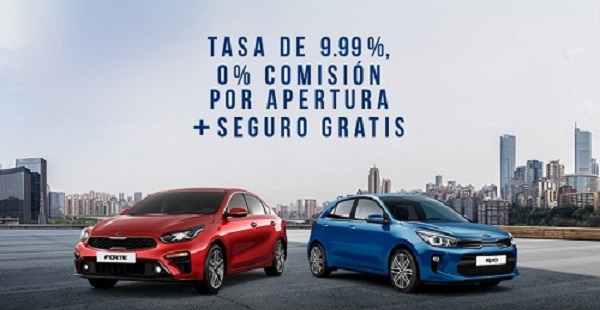 TASA DE 9.99%,
0% COMISIÓN
POR APERTURA
+ SEGURO GRATIS
FORTE
RIO